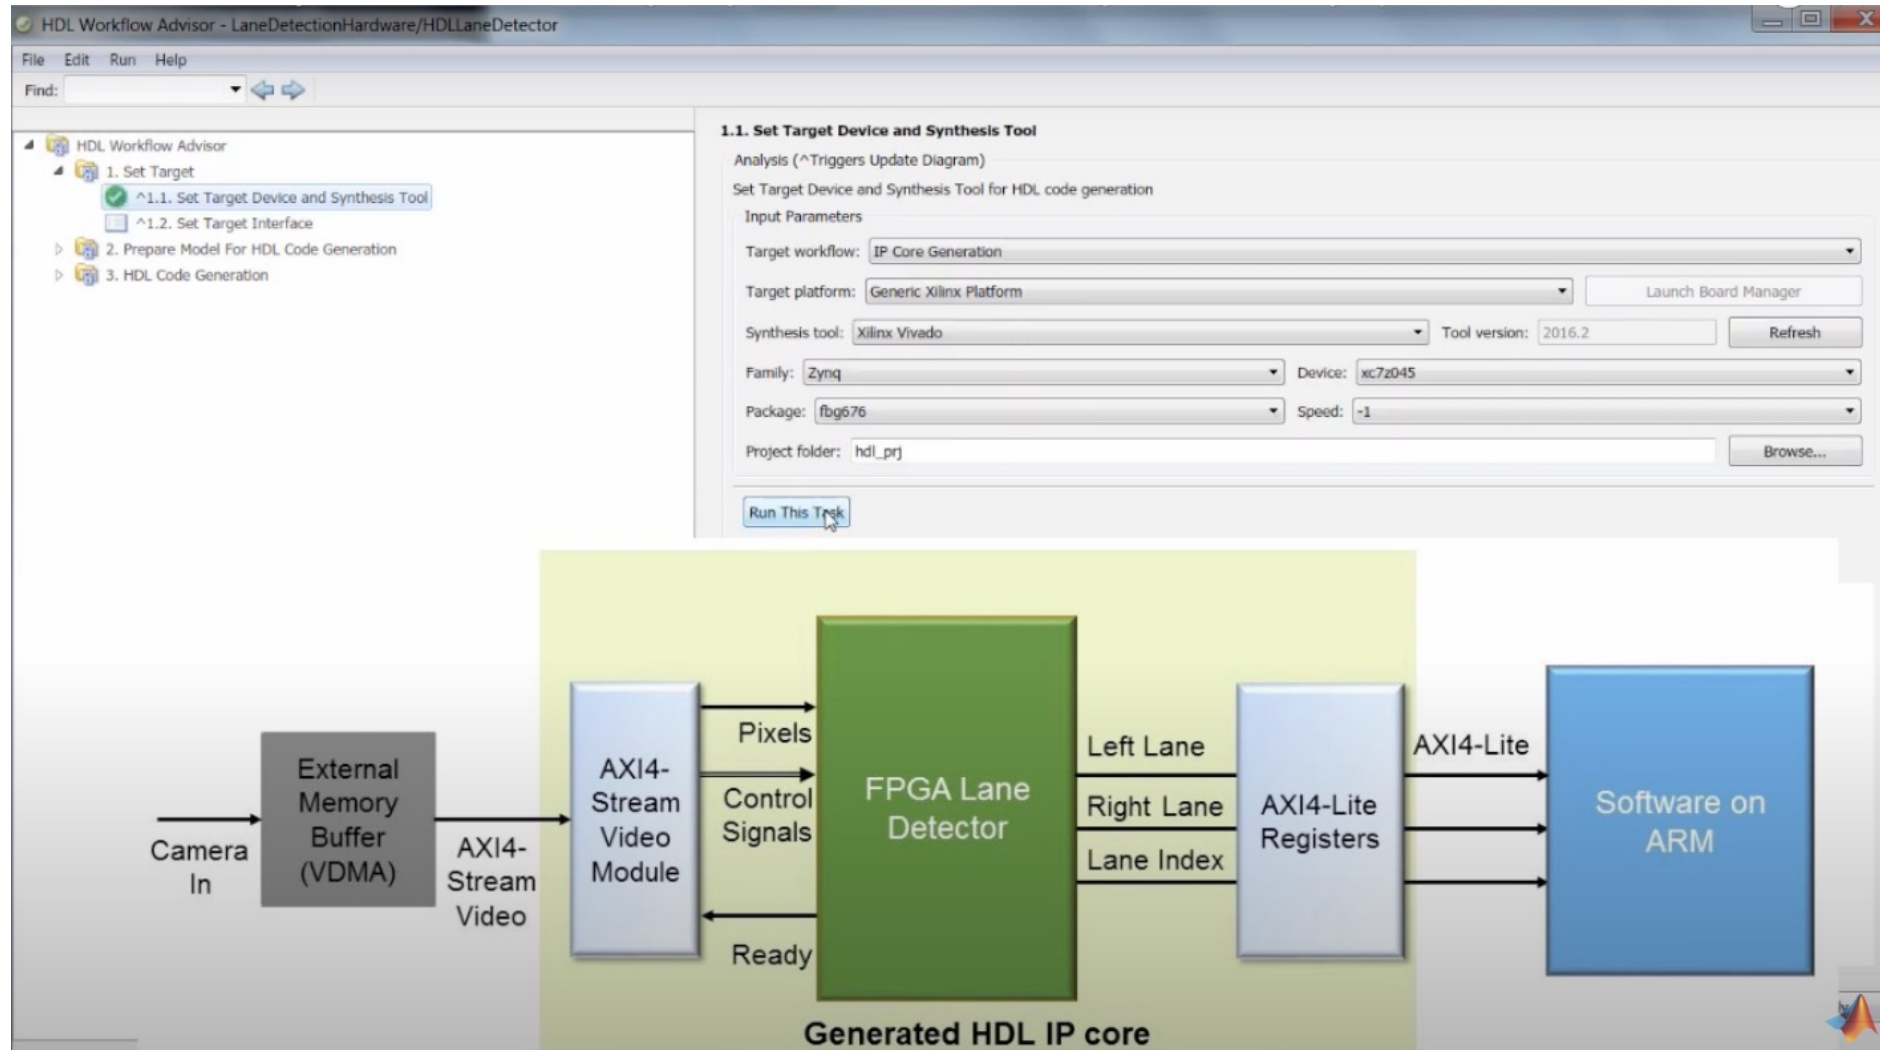 HDL Workflow Advisor - LaneDetectionHardware/HDLLaneDetector
File Edit Run Help
Find:
HDL Workflow Advisor
1. Set Target
^1.1. Set Target Device and Synthesis Tool
^1.2. Set Target Interface
2. Prepare Model For HDL Code Generation
3. HDL Code Generation
1.1. Set Target Device and Synthesis Tool
Analysis (^Triggers Update Diagram)
Set Target Device and Synthesis Tool for HDL code generation
Input Parameters
Target workflow: IP Core Generation
Target platform: Generic Xilinx Platform Launch Board Manager
Synthesis tool: Xilinx Vivado Tool version: 2016.2 Refresh
Family: Zynq Device: xc7z045
Package: fbg676 Speed: -1
Project folder: hdl_prj Browse...
Run This Task
Camera
In
External
Memory
Buffer
(VDMA)
AXI4-
Stream
Video
AXI4-
Stream
Video
Module
Pixels
Control
Signals
Ready
FPGA Lane
Detector
Left Lane
Right Lane
Lane Index
AXI4-Lite
Registers
AXI4-Lite
Software on
ARM
Generated HDL IP core